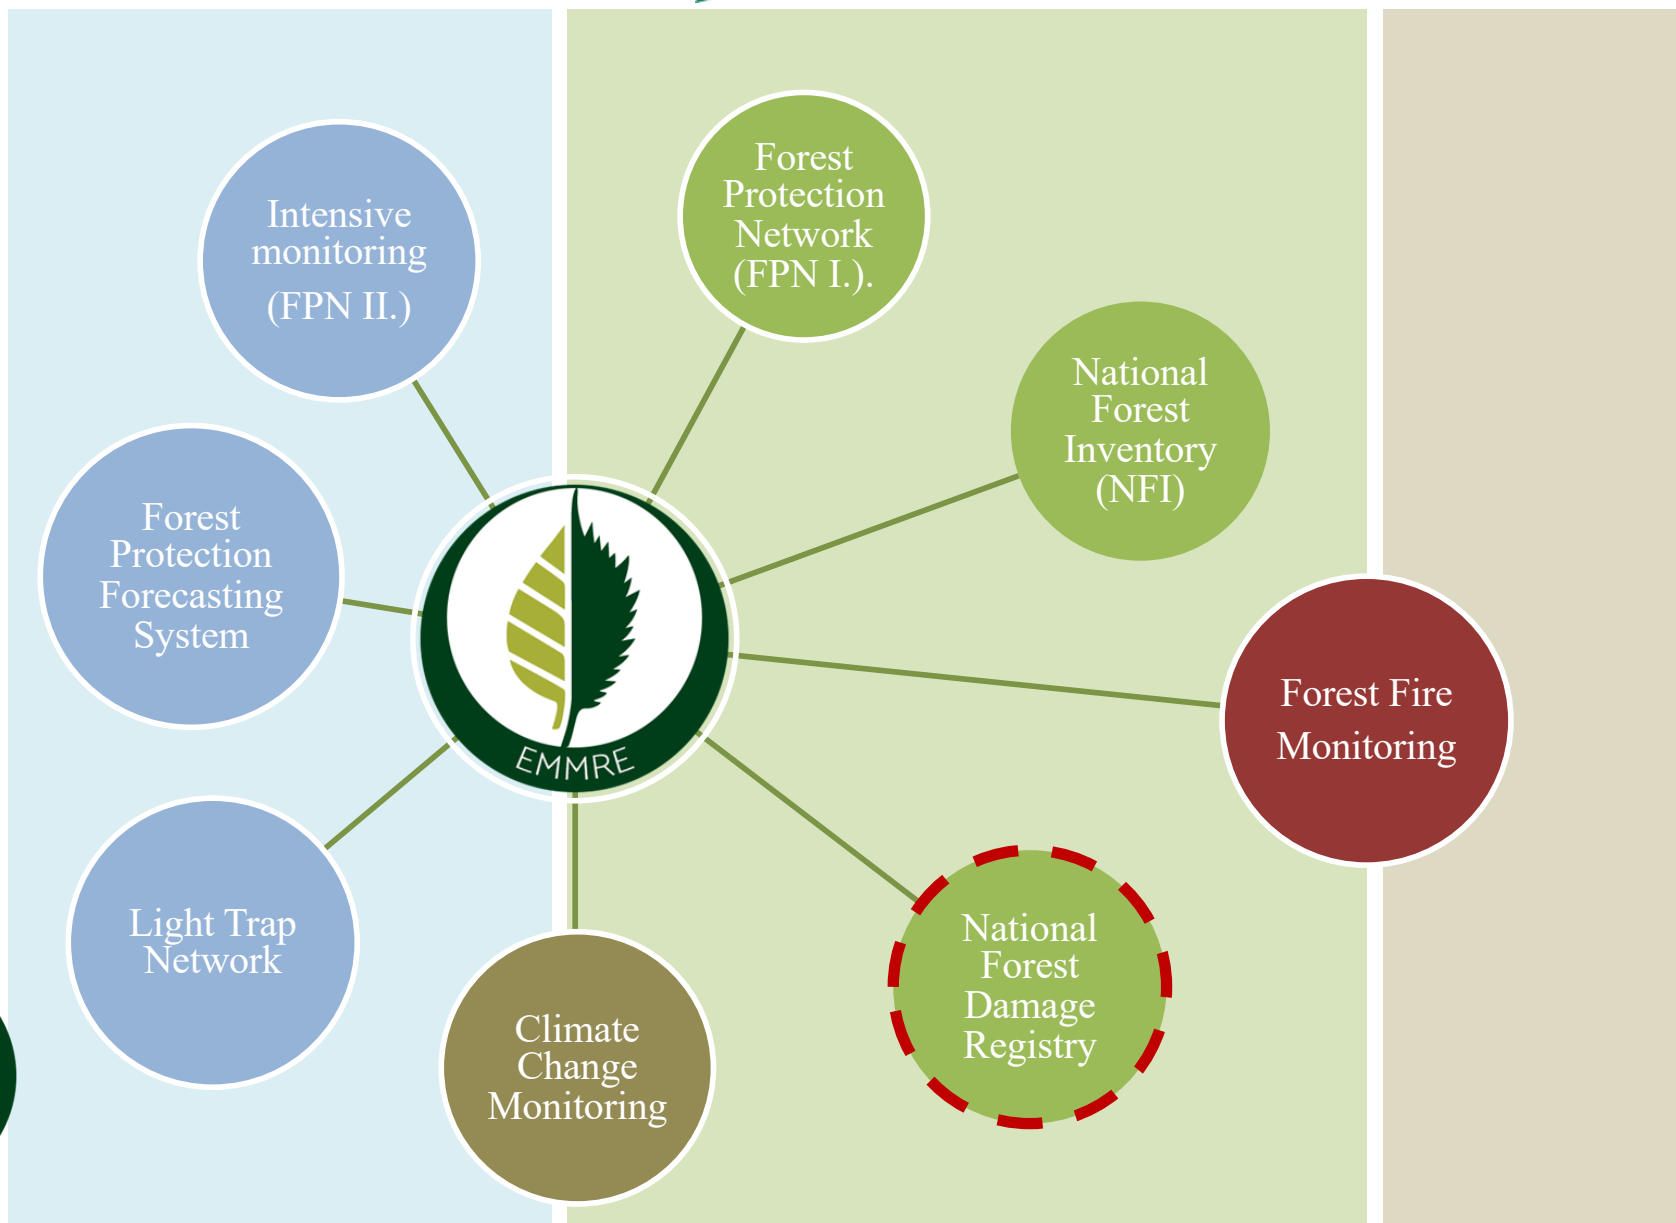 Intensive
monitoring
(FPN II.)
Forest
Protection
Network
(FPN I.).
National
Forest
Inventory
(NFI)
Forest
Protection
Forecasting
System
EMMRE
Forest Fire
Monitoring
Light Trap
Network
Climate
Change
Monitoring
National
Forest
Damage
Registry